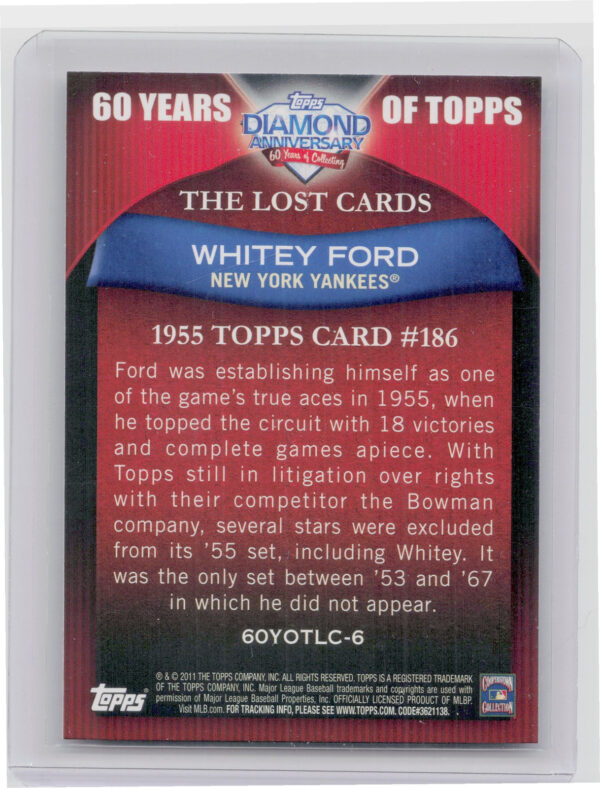 60 YEARS
OF TOPPS
Topps
DIAMOND
ANNIVERSARY
60 Years of Collecting
THE LOST CARDS
WHITEY FORD
NEW YORK YANKEES®
1955 TOPPS CARD #186
Ford was establishing himself as one
of the game's true aces in 1955, when
he topped the circuit with 18 victories
and complete games apiece. With
Topps still in litigation over rights
with their competitor the Bowman
company, several stars were excluded
from its '55 set, including Whitey. It
was the only set between '53 and '67
in which he did not appear.
60YOTLC-6
® & © 2011 THE TOPPS COMPANY, INC. ALL RIGHTS RESERVED. TOPPS IS A REGISTERED TRADEMARK
OF THE TOPPS COMPANY, INC. Major League Baseball trademarks and copyrights are used with
permission of Major League Baseball Properties, Inc. OFFICIALLY LICENSED PRODUCT OF MLBP.
Visit MLB.com. FOR TRACKING INFO, PLEASE SEE WWW.TOPPS.COM. CODE#3621138.
Topps
COOPERSTOWN
COLLECTION